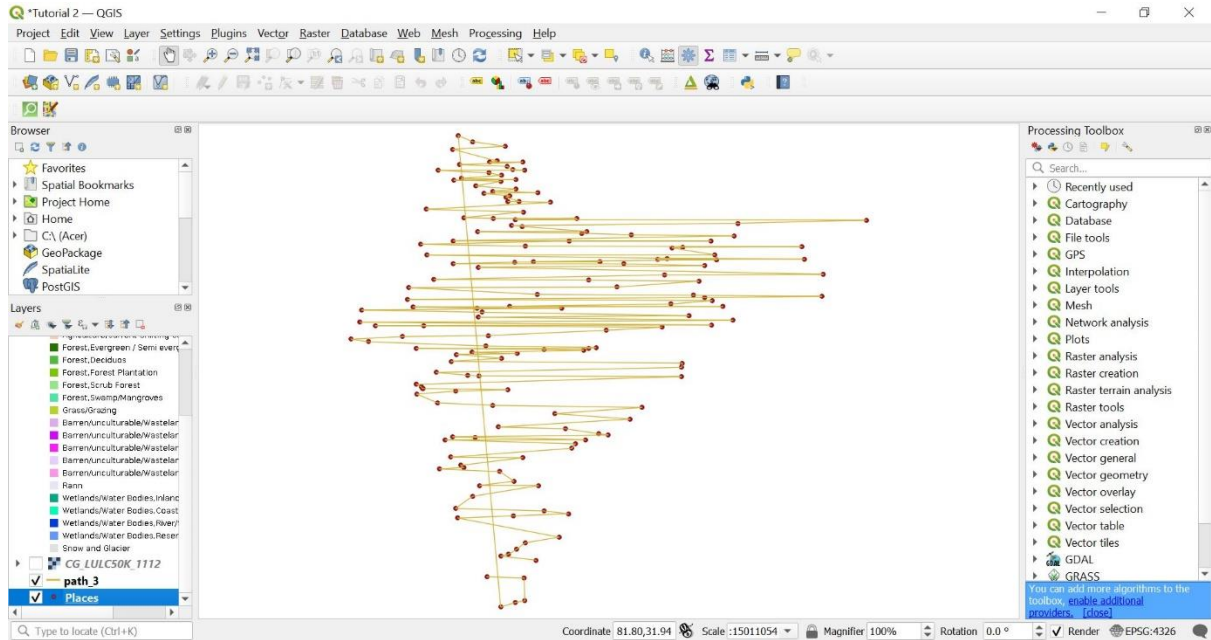 *Tutorial 2 — QGIS
Project Edit View Layer Settings Plugins Vector Raster Database Web Mesh Processing Help
Browser
Favorites
Spatial Bookmarks
Project Home
Home
C:\ (Acer)
GeoPackage
SpatiaLite
PostGIS
Layers
Forest,Evergreen / Semi everg
Forest,Deciduos
Forest,Forest Plantation
Forest,Scrub Forest
Forest,Swamp/Mangroves
Grass/Grazing
Barren/unculturable/Wastelar
Barren/unculturable/Wastelar
Barren/unculturable/Wastelar
Barren/unculturable/Wastelar
Barren/unculturable/Wastelar
Rann
Wetlands/Water Bodies,Inlanc
Wetlands/Water Bodies,Coast
Wetlands/Water Bodies,River/
Wetlands/Water Bodies,Reser
Snow and Glacier
CG_LULC50K_1112
path_3
Places
Processing Toolbox
Search...
Recently used
Cartography
Database
File tools
GPS
Interpolation
Layer tools
Mesh
Network analysis
Plots
Raster analysis
Raster creation
Raster terrain analysis
Raster tools
Vector analysis
Vector creation
Vector general
Vector geometry
Vector overlay
Vector selection
Vector table
Vector tiles
GDAL
GRASS
You can add more algorithms to the
toolbox, enable additional
providers. [close]
Type to locate (Ctrl+K) Coordinate 81.80,31.94 Scale 1:15011054 Magnifier 100% Rotation 0.0 ° Render EPSG:4326